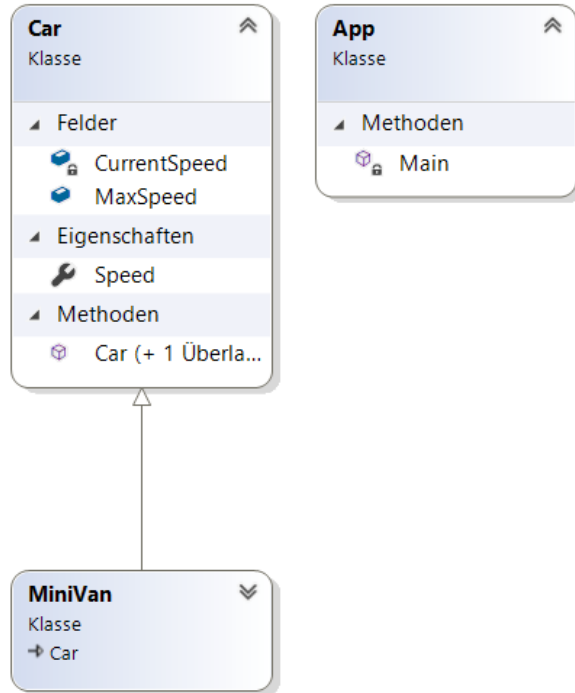 Car
Klasse
Felder
CurrentSpeed
MaxSpeed
Eigenschaften
Speed
Methoden
Car (+ 1 Überla...
App
Klasse
Methoden
Main
MiniVan
Klasse
Car